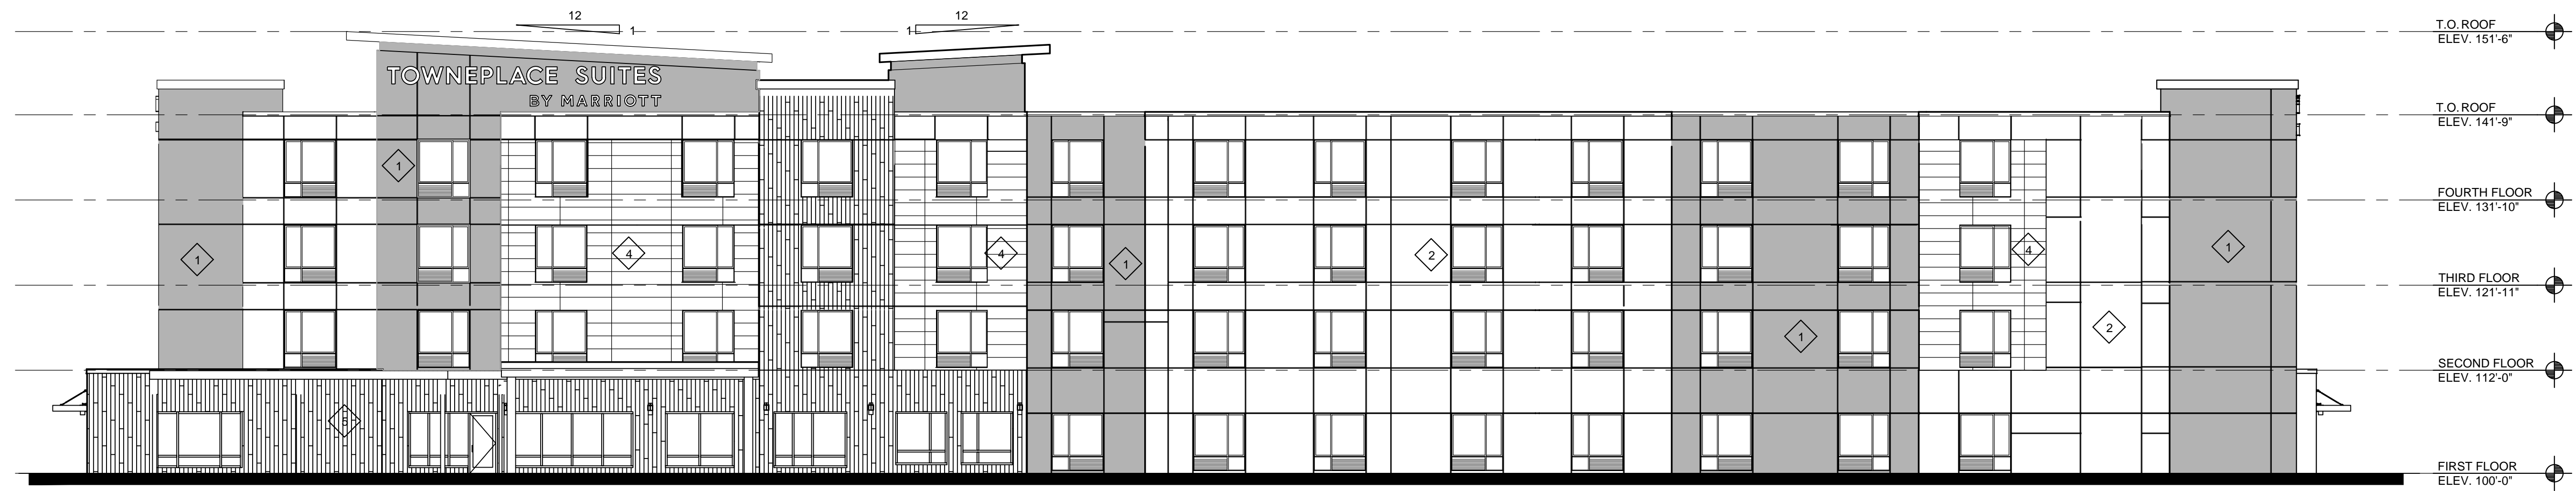 12
1
12
1
T.O. ROOF
ELEV. 151'-6"
TOWNEPLACE SUITES
BY MARRIOTT
T.O. ROOF
ELEV. 141'-9"
1
FOURTH FLOOR
ELEV. 131'-10"
1
4
4
1
2
4
1
THIRD FLOOR
ELEV. 121'-11"
1
2
SECOND FLOOR
ELEV. 112'-0"
5
FIRST FLOOR
ELEV. 100'-0"